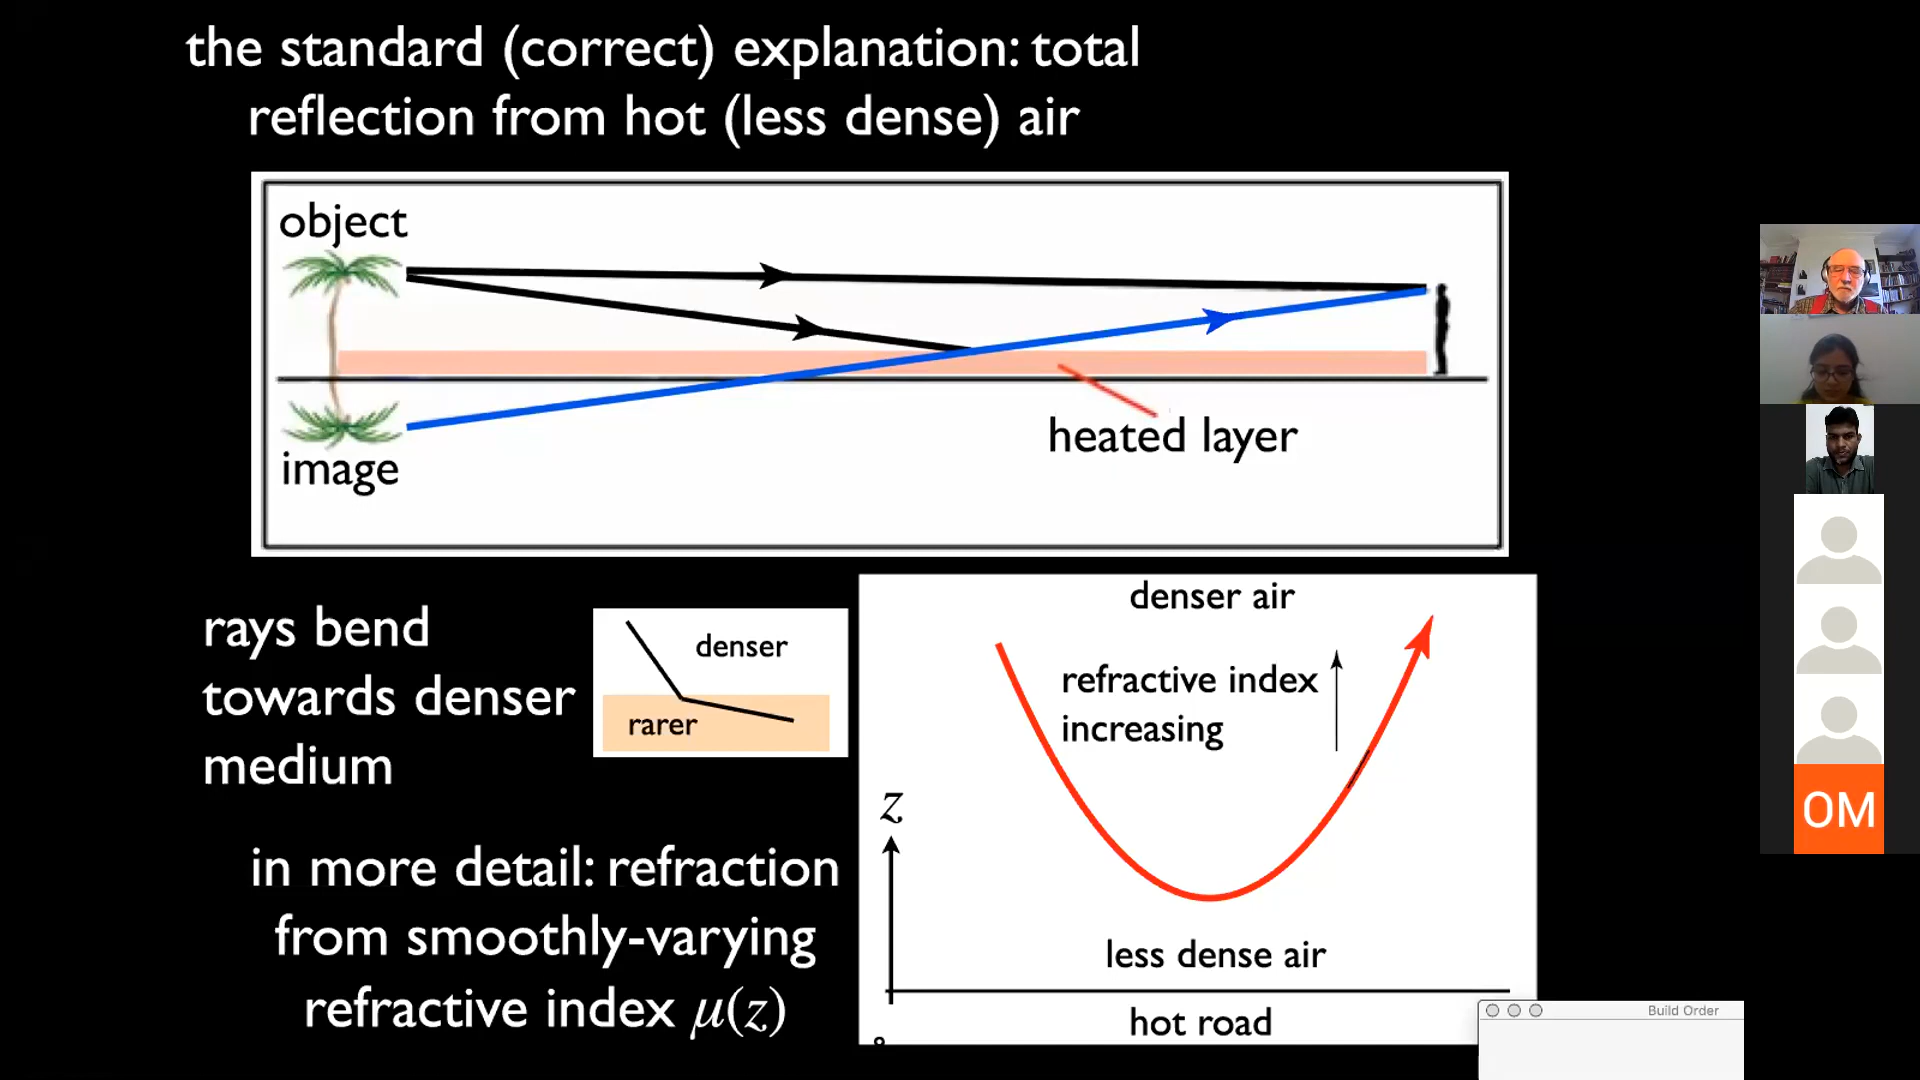 the standard (correct) explanation: total
reflection from hot (less dense) air
object
image
heated layer
rays bend
towards denser
medium
denser
rarer
in more detail: refraction
from smoothly-varying
refractive index μ(z)
denser air
refractive index
increasing
z
less dense air
hot road
OM
Build Order